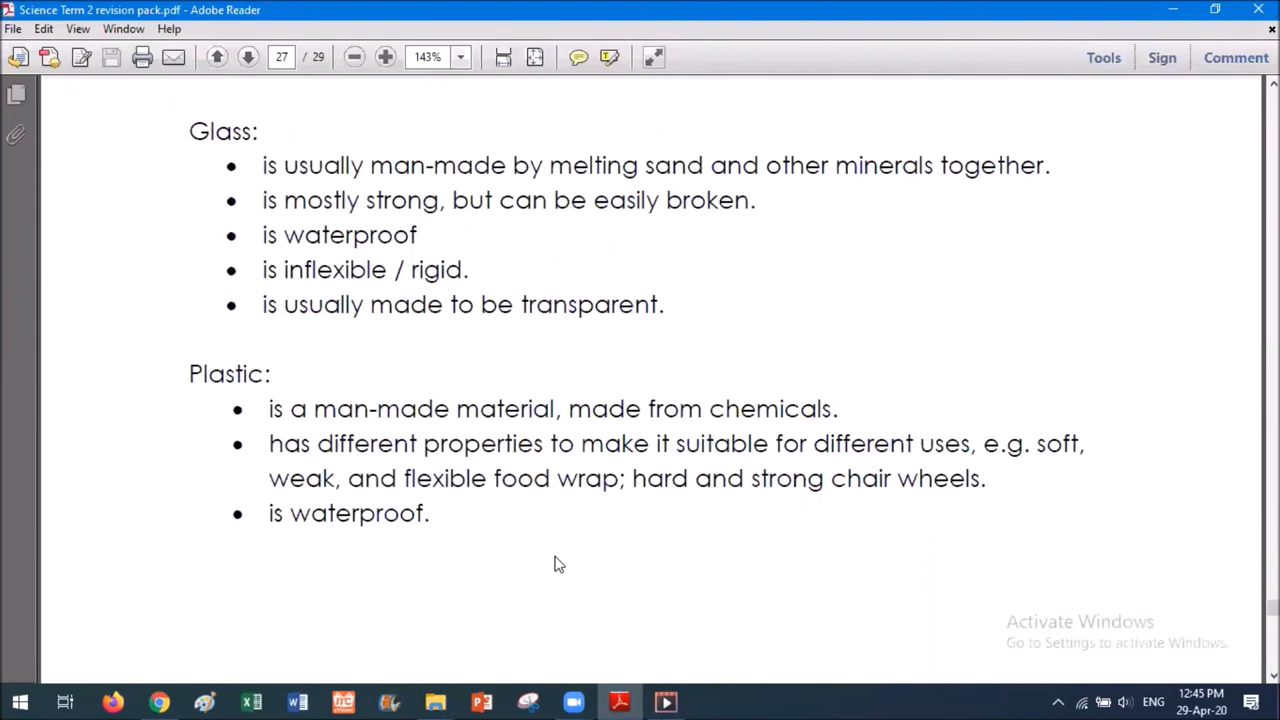 Science Term 2 revision pack.pdf - Adobe Reader
File Edit View Window Help
27 / 29 143% Tools Sign Comment
Glass:
• is usually man-made by melting sand and other minerals together.
• is mostly strong, but can be easily broken.
• is waterproof
• is inflexible / rigid.
• is usually made to be transparent.
Plastic:
• is a man-made material, made from chemicals.
• has different properties to make it suitable for different uses, e.g. soft,
weak, and flexible food wrap; hard and strong chair wheels.
• is waterproof.
Activate Windows
Go to Settings to activate Windows.
ENG
12:45 PM
29-Apr-20